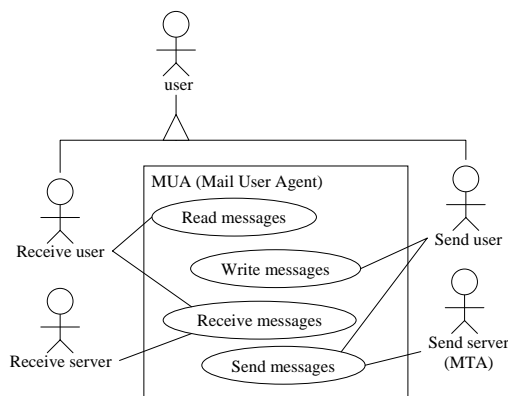 user
MUA (Mail User Agent)
Read messages
Receive user
Send user
Write messages
Receive messages
Receive server
Send server
(MTA)
Send messages